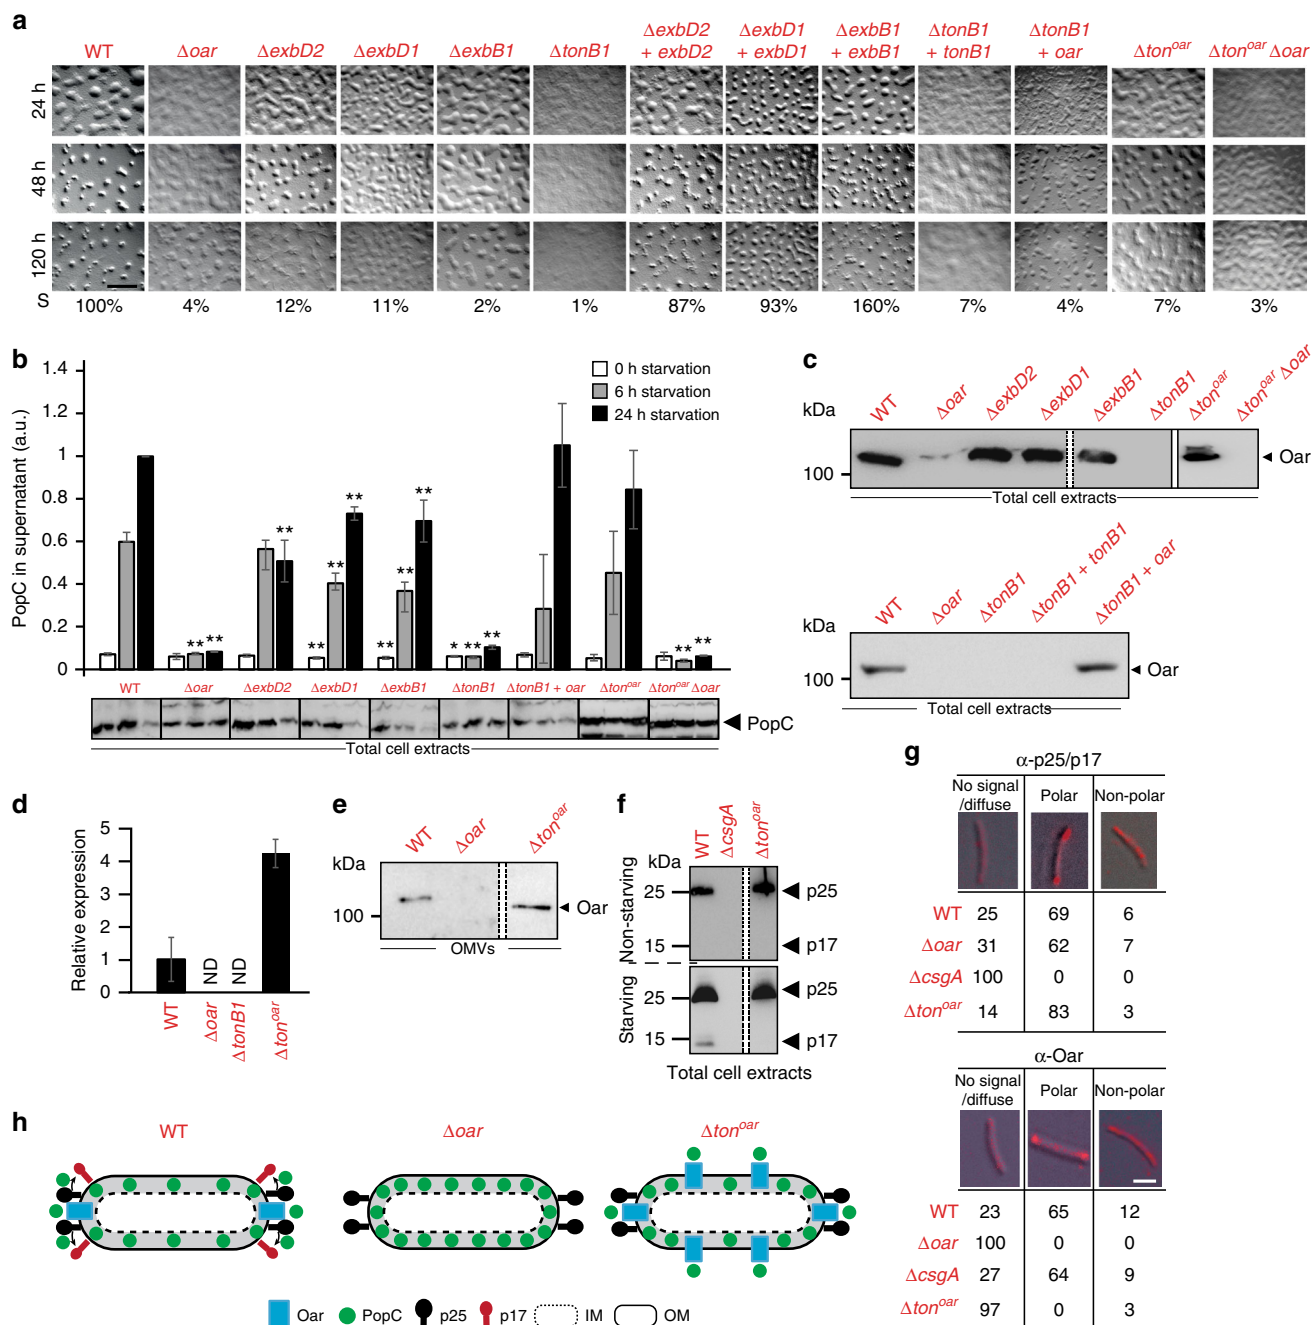 a
WT Δoar ΔexbD2 ΔexbD1 ΔexbB1 ΔtonB1 ΔexbD2 + exbD2 ΔexbD1 + exbD1 ΔexbB1 + exbB1 ΔtonB1 + tonB1 ΔtonB1 + oar Δton^oar Δton^oar Δoar
24 h
48 h
120 h
S 100% 4% 12% 11% 2% 1% 87% 93% 160% 7% 4% 7% 3%
b
PopC in supernatant (a.u.)
1.4
1.2
1
0.8
0.6
0.4
0.2
0
0 h starvation
6 h starvation
24 h starvation
** ** ** ** ** ** ** ** ** * ** ** ** **
WT Δoar ΔexbD2 ΔexbD1 ΔexbB1 ΔtonB1 ΔtonB1 + oar Δton^oar Δton^oar Δoar
PopC
Total cell extracts
c
kDa
WT Δoar ΔexbD2 ΔexbD1 ΔexbB1 ΔtonB1 Δton^oar Δton^oar Δoar
100
Oar
Total cell extracts
kDa
WT Δoar ΔtonB1 ΔtonB1 + tonB1 ΔtonB1 + oar
100
Oar
Total cell extracts
d
Relative expression
5
4
3
2
1
0
ND ND
WT Δoar ΔtonB1 Δton^oar
e
kDa
WT Δoar Δton^oar
100
Oar
OMVs
f
kDa
WT ΔcsgA Δton^oar
Non-starving
25
p25
15
p17
Starving
25
p25
15
p17
Total cell extracts
g
α-p25/p17
No signal /diffuse Polar Non-polar
WT 25 69 6
Δoar 31 62 7
ΔcsgA 100 0 0
Δton^oar 14 83 3
α-Oar
No signal /diffuse Polar Non-polar
WT 23 65 12
Δoar 100 0 0
ΔcsgA 27 64 9
Δton^oar 97 0 3
h
WT Δoar Δton^oar
Oar PopC p25 p17 IM OM